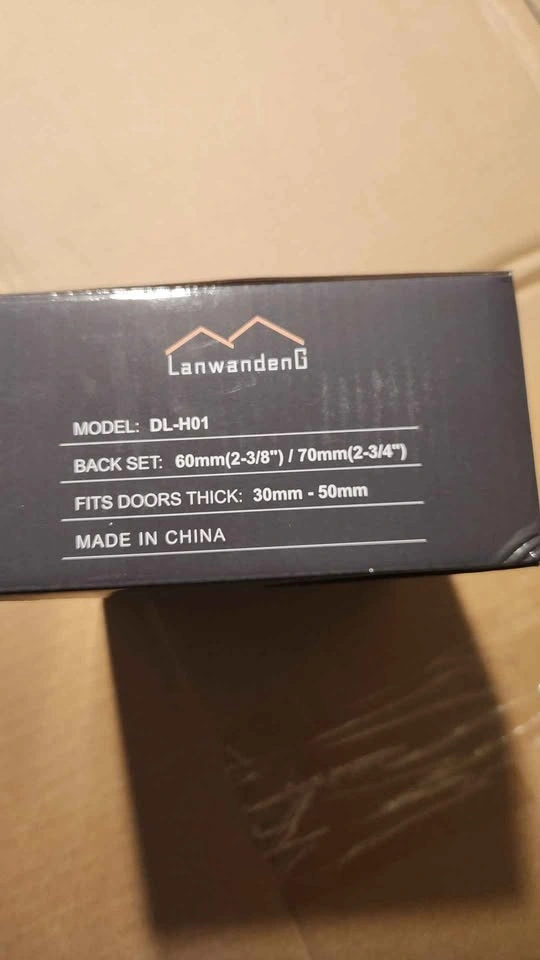 LanwandenG
MODEL: DL-H01
BACK SET: 60mm(2-3/8") / 70mm(2-3/4")
FITS DOORS THICK: 30mm - 50mm
MADE IN CHINA